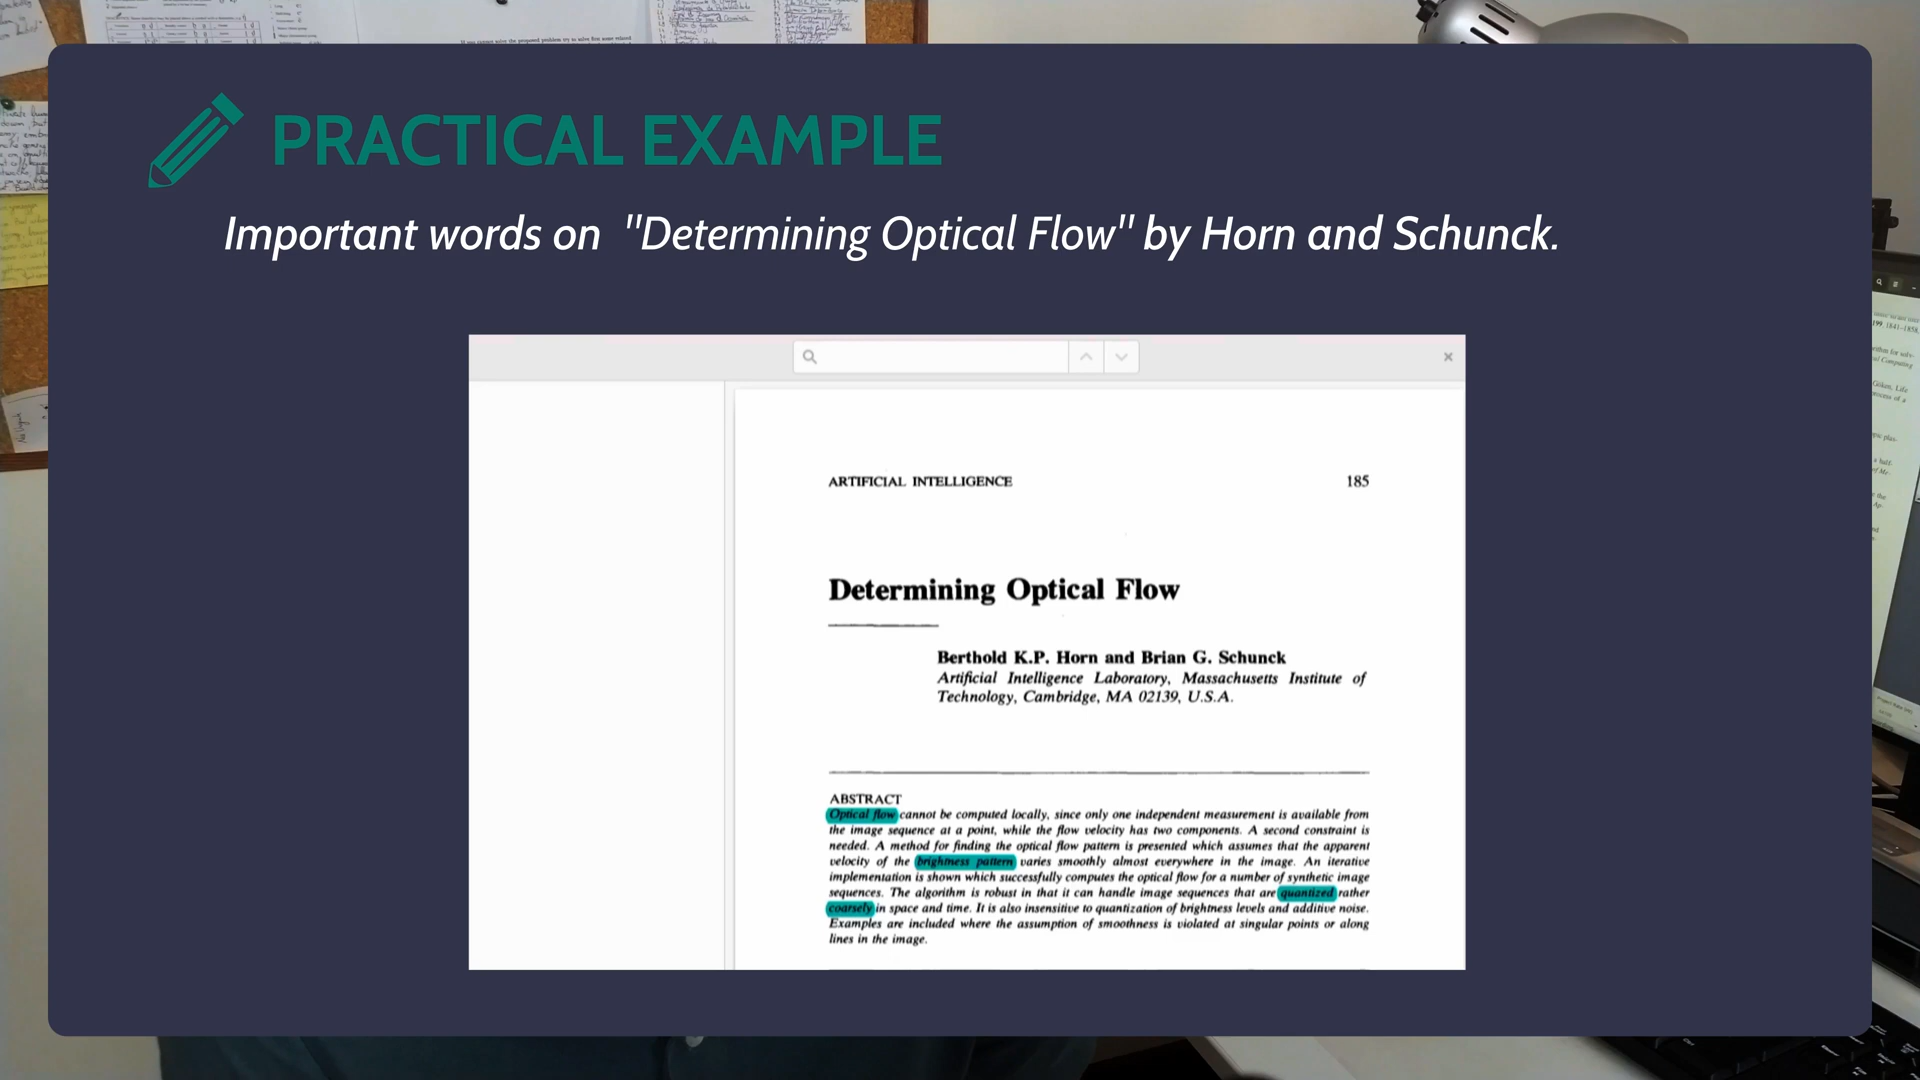 PRACTICAL EXAMPLE
Important words on "Determining Optical Flow" by Horn and Schunck.
ARTIFICIAL INTELLIGENCE 185
Determining Optical Flow
Berthold K.P. Horn and Brian G. Schunck
Artificial Intelligence Laboratory, Massachusetts Institute of
Technology, Cambridge, MA 02139, U.S.A.
ABSTRACT
Optical flow cannot be computed locally, since only one independent measurement is available from
the image sequence at a point, while the flow velocity has two components. A second constraint is
needed. A method for finding the optical flow pattern is presented which assumes that the apparent
velocity of the brightness pattern varies smoothly almost everywhere in the image. An iterative
implementation is shown which successfully computes the optical flow for a number of synthetic image
sequences. The algorithm is robust in that it can handle image sequences that are quantized rather
coarsely in space and time. It is also insensitive to quantization of brightness levels and additive noise.
Examples are included where the assumption of smoothness is violated at singular points or along
lines in the image.